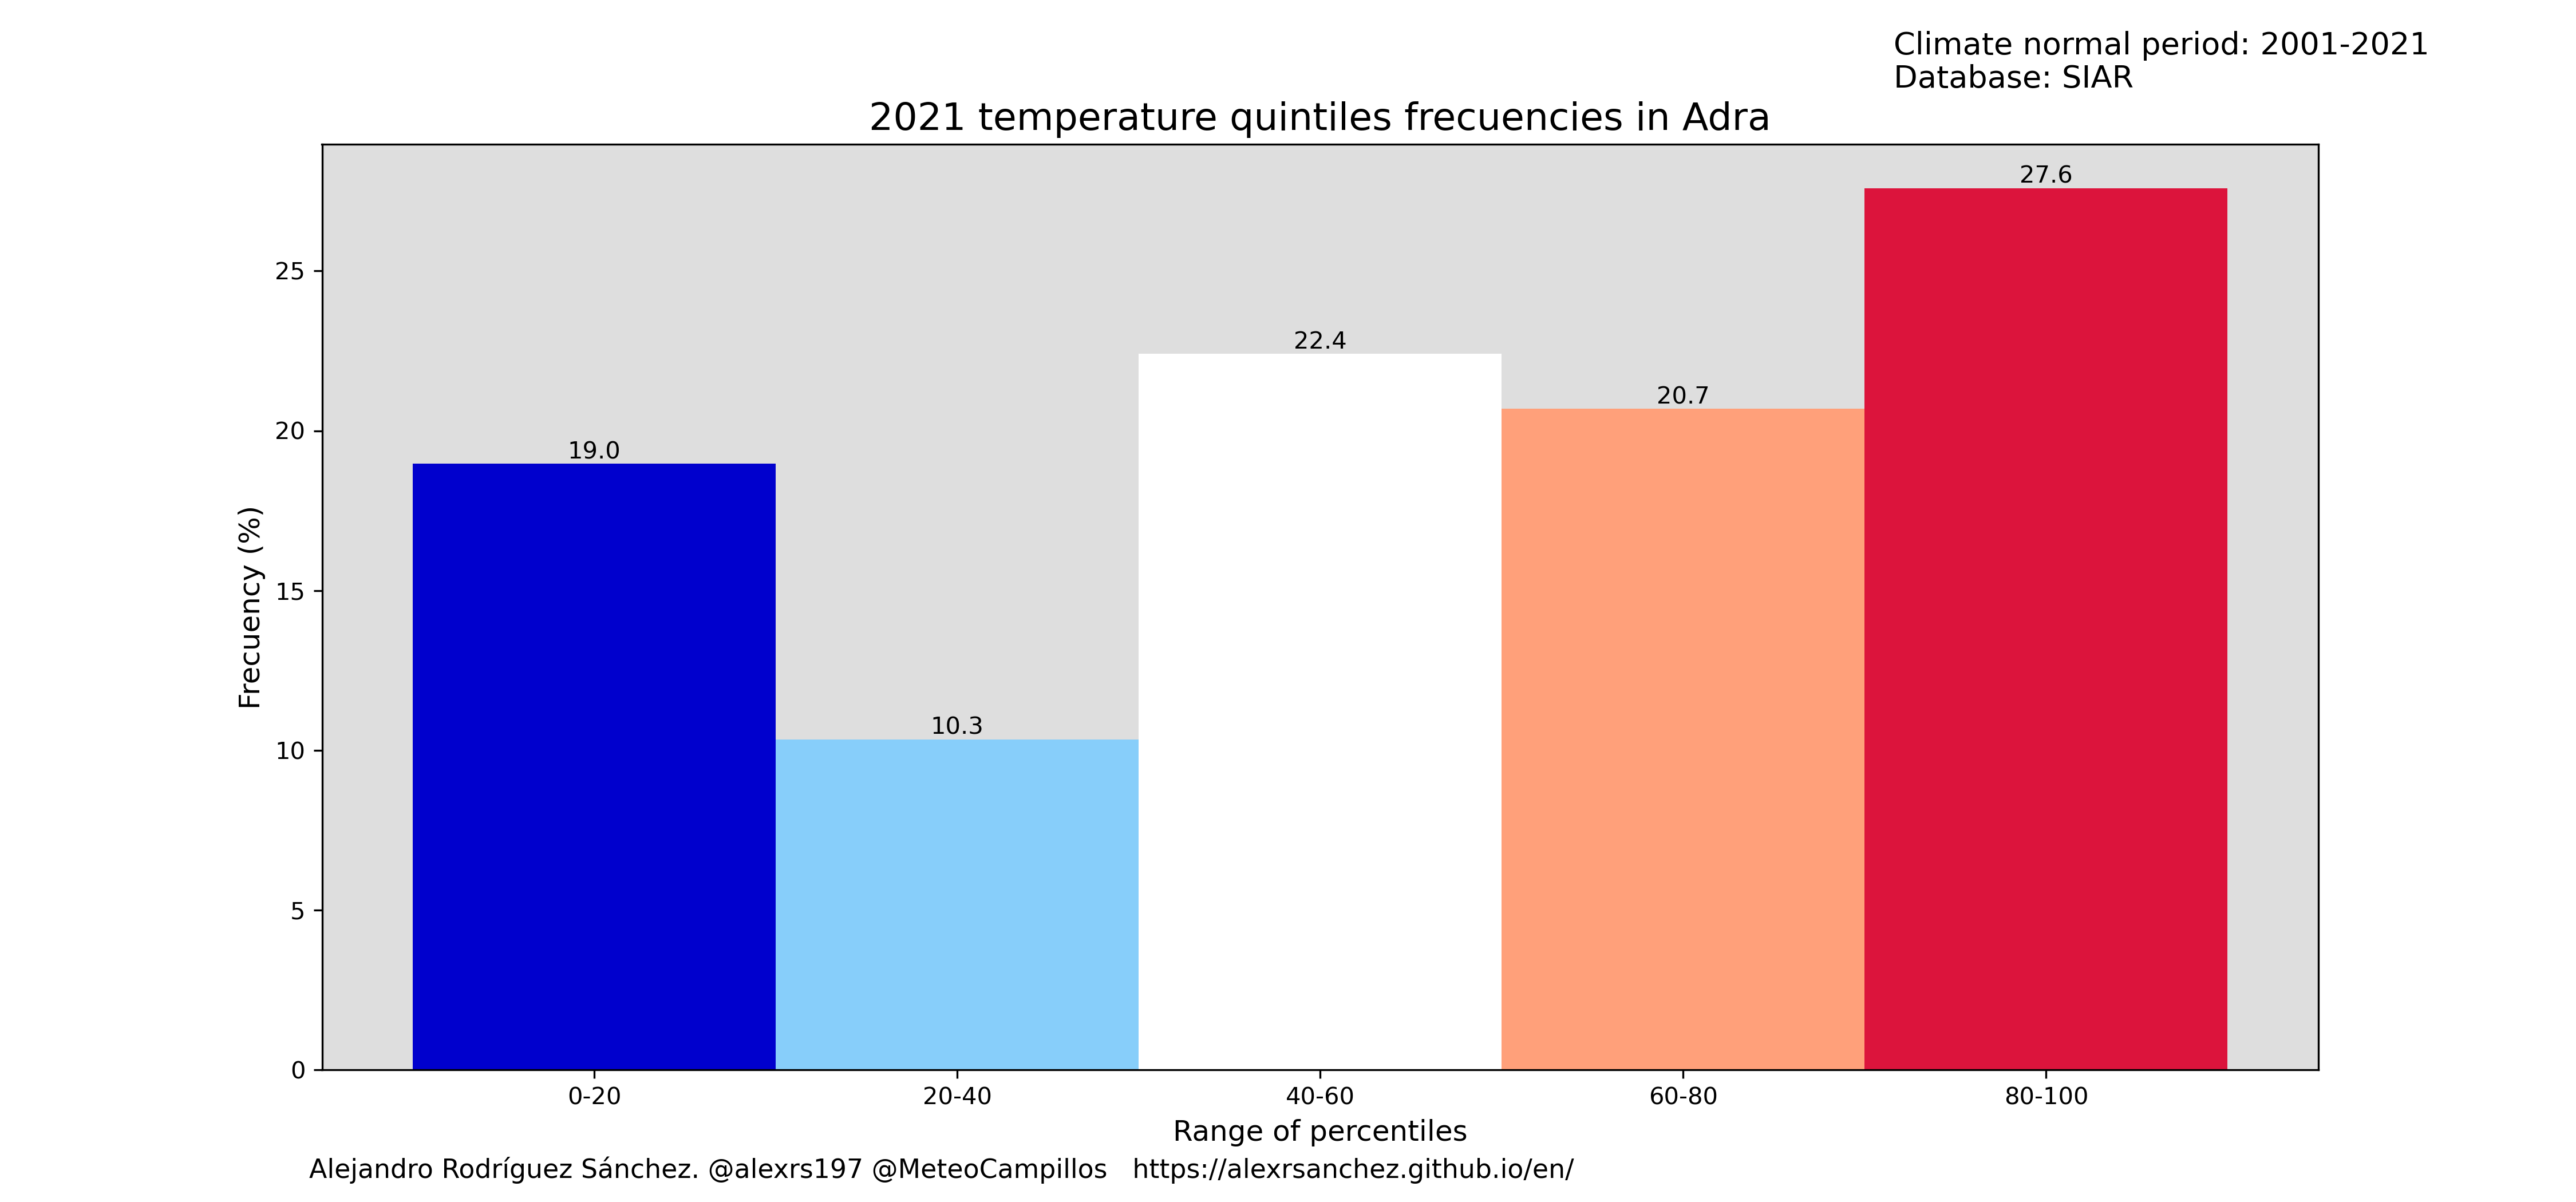 Climate normal period: 2001-2021
Database: SIAR
2021 temperature quintiles frecuencies in Adra
27.6
25
22.4
20.7
20
19.0
Frecuency (%)
15
10.3
10
5
0
0-20 20-40 40-60 60-80 80-100
Range of percentiles
Alejandro Rodríguez Sánchez. @alexrs197 @MeteoCampillos https://alexrsanchez.github.io/en/